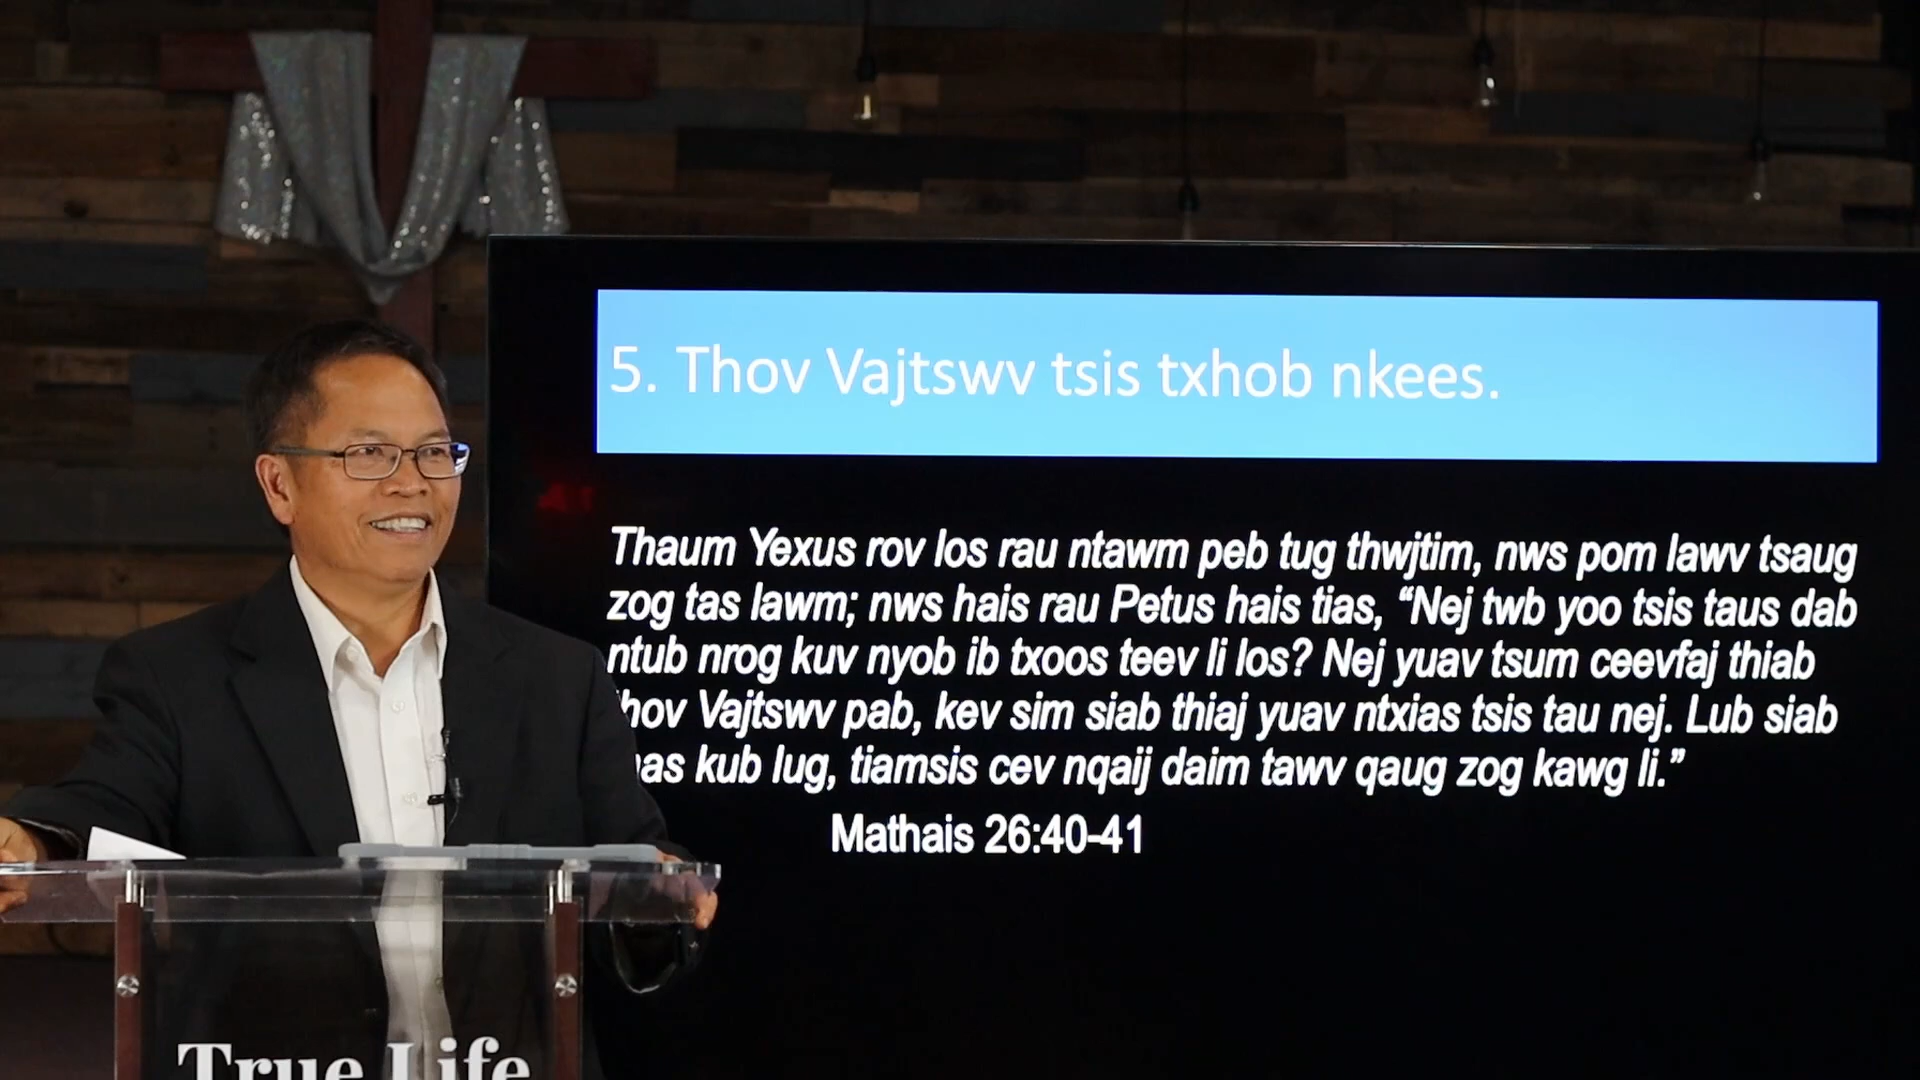 5. Thov Vajtswv tsis txhob nkees.
Thaum Yexus rov los rau ntawm peb tug thwjtim, nws pom lawv tsaug
zog tas lawm; nws hais rau Petus hais tias, “Nej twb yoo tsis taus dab
ntub nrog kuv nyob ib txoos teev li los? Nej yuav tsum ceevfaj thiab
Vajtswv pab, kev sim siab thiaj yuav ntxias tsis tau nej. Lub siab
kub lug, tiamsis cev nqaij daim tawv qaug zog kawg li.”
Mathais 26:40-41
True Life